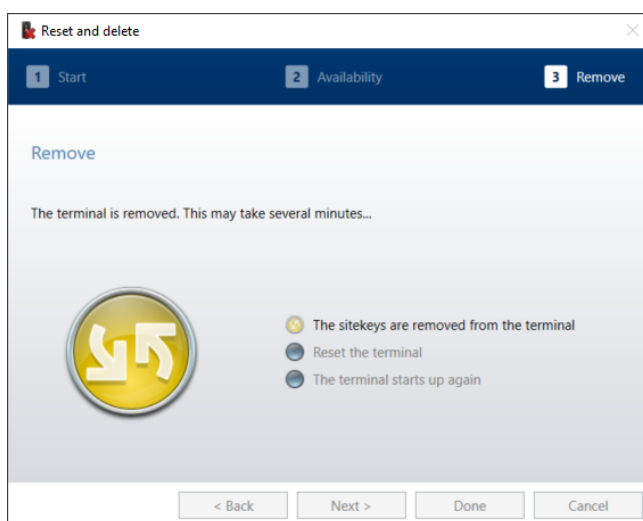 Reset and delete
1 Start
2 Availability
3 Remove
Remove
The terminal is removed. This may take several minutes...
The sitekeys are removed from the terminal
Reset the terminal
The terminal starts up again
< Back
Next >
Done
Cancel